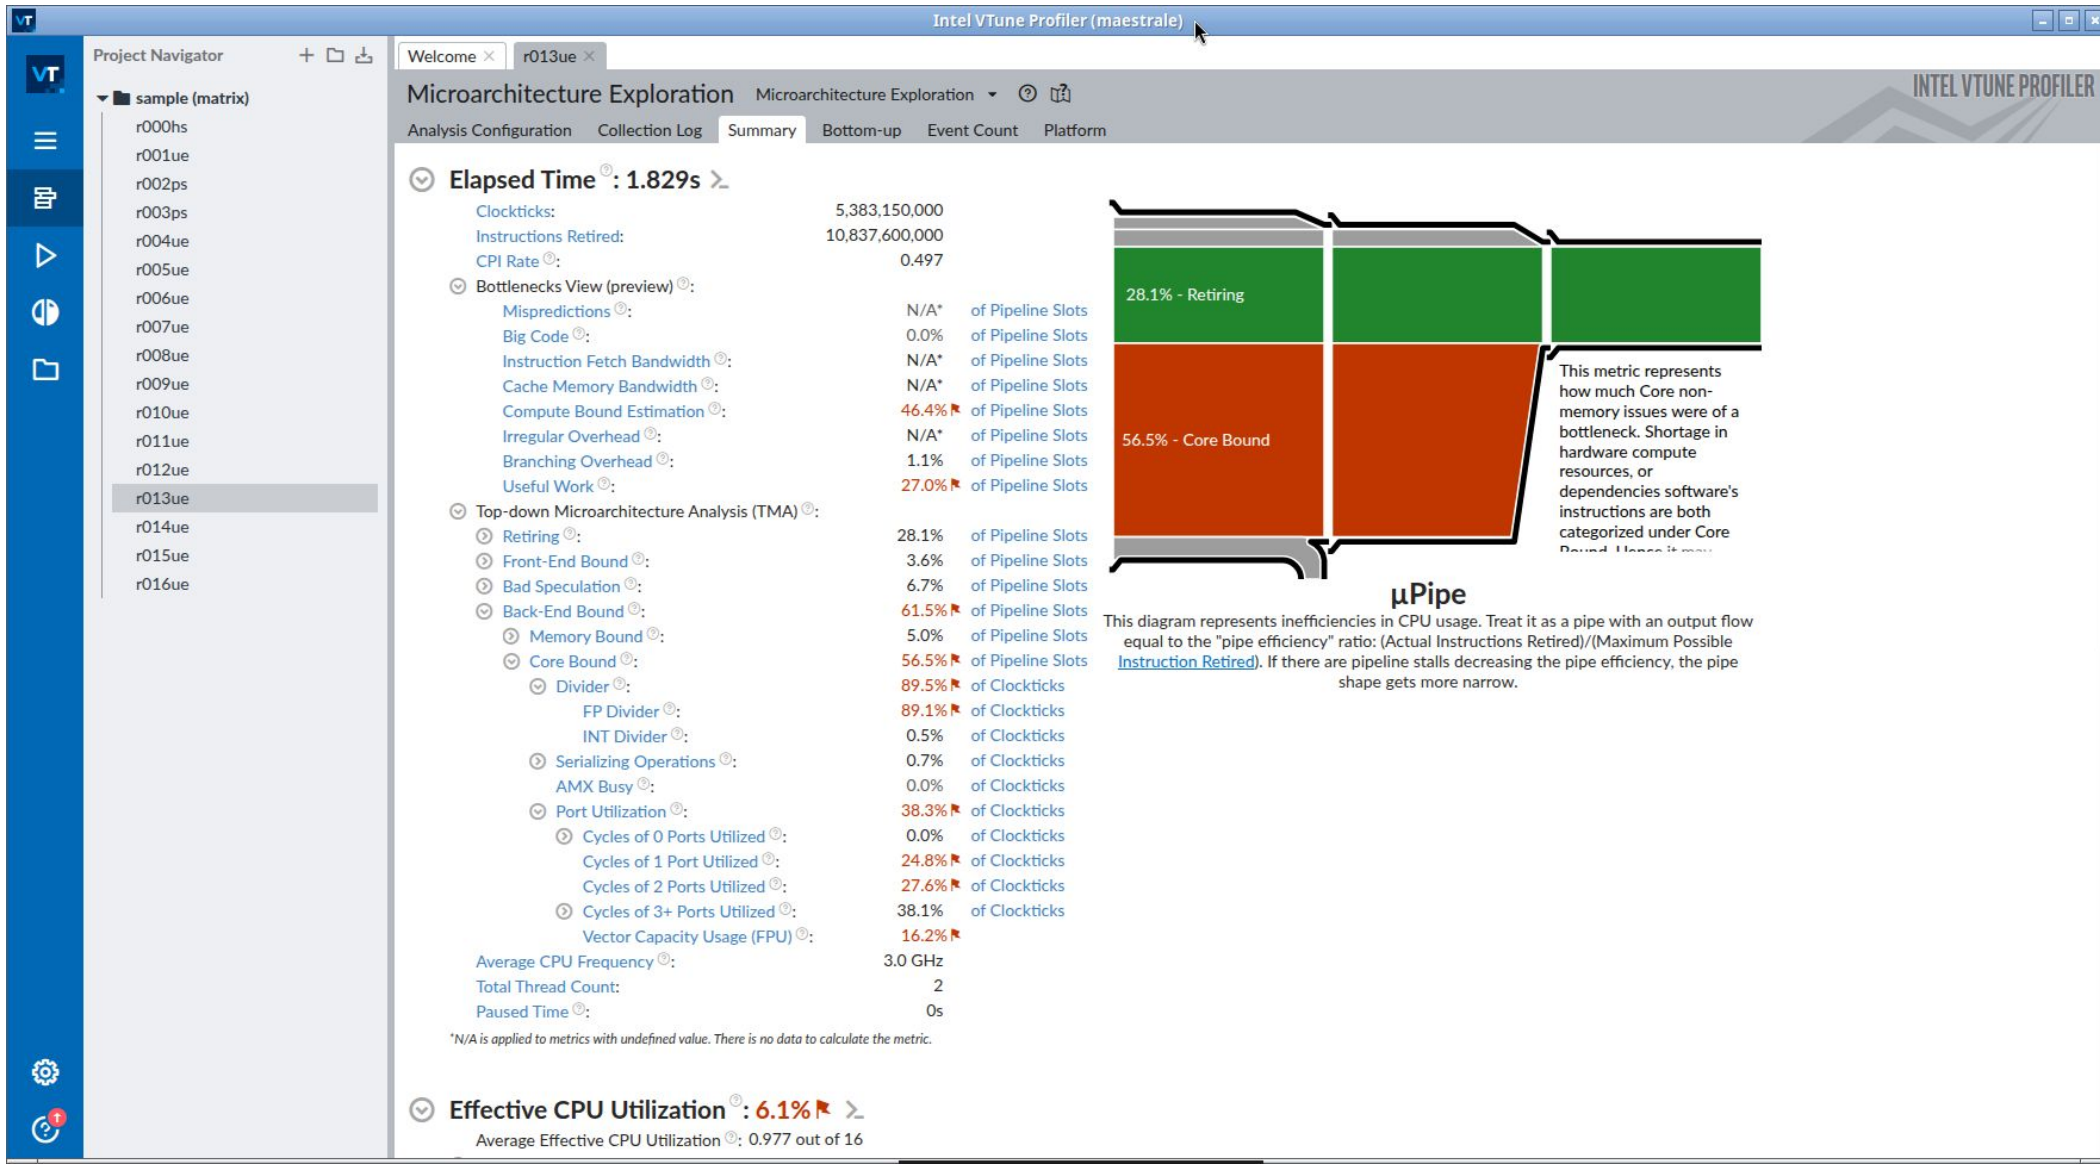 Intel VTune Profiler (maestrale)
VT
Project Navigator
sample (matrix)
r000hs
r001ue
r002ps
r003ps
r004ue
r005ue
r006ue
r007ue
r008ue
r009ue
r010ue
r011ue
r012ue
r013ue
r014ue
r015ue
r016ue
Welcome
r013ue
Microarchitecture Exploration Microarchitecture Exploration
INTEL VTUNE PROFILER
Analysis Configuration Collection Log Summary Bottom-up Event Count Platform
Elapsed Time: 1.829s
Clockticks: 5,383,150,000
Instructions Retired: 10,837,600,000
CPI Rate: 0.497
Bottlenecks View (preview):
Mispredictions: N/A* of Pipeline Slots
Big Code: 0.0% of Pipeline Slots
Instruction Fetch Bandwidth: N/A* of Pipeline Slots
Cache Memory Bandwidth: N/A* of Pipeline Slots
Compute Bound Estimation: 46.4% of Pipeline Slots
Irregular Overhead: N/A* of Pipeline Slots
Branching Overhead: 1.1% of Pipeline Slots
Useful Work: 27.0% of Pipeline Slots
Top-down Microarchitecture Analysis (TMA):
Retiring: 28.1% of Pipeline Slots
Front-End Bound: 3.6% of Pipeline Slots
Bad Speculation: 6.7% of Pipeline Slots
Back-End Bound: 61.5% of Pipeline Slots
Memory Bound: 5.0% of Pipeline Slots
Core Bound: 56.5% of Pipeline Slots
Divider: 89.5% of Clockticks
FP Divider: 89.1% of Clockticks
INT Divider: 0.5% of Clockticks
Serializing Operations: 0.7% of Clockticks
AMX Busy: 0.0% of Clockticks
Port Utilization: 38.3% of Clockticks
Cycles of 0 Ports Utilized: 0.0% of Clockticks
Cycles of 1 Port Utilized: 24.8% of Clockticks
Cycles of 2 Ports Utilized: 27.6% of Clockticks
Cycles of 3+ Ports Utilized: 38.1% of Clockticks
Vector Capacity Usage (FPU): 16.2%
Average CPU Frequency: 3.0 GHz
Total Thread Count: 2
Paused Time: 0s
*N/A is applied to metrics with undefined value. There is no data to calculate the metric.
28.1% - Retiring
56.5% - Core Bound
This metric represents
how much Core non-
memory issues were of a
bottleneck. Shortage in
hardware compute
resources, or
dependencies software's
instructions are both
categorized under Core
Bound. Hence it may
µPipe
This diagram represents inefficiencies in CPU usage. Treat it as a pipe with an output flow
equal to the "pipe efficiency" ratio: (Actual Instructions Retired)/(Maximum Possible
Instruction Retired). If there are pipeline stalls decreasing the pipe efficiency, the pipe
shape gets more narrow.
Effective CPU Utilization: 6.1%
Average Effective CPU Utilization: 0.977 out of 16